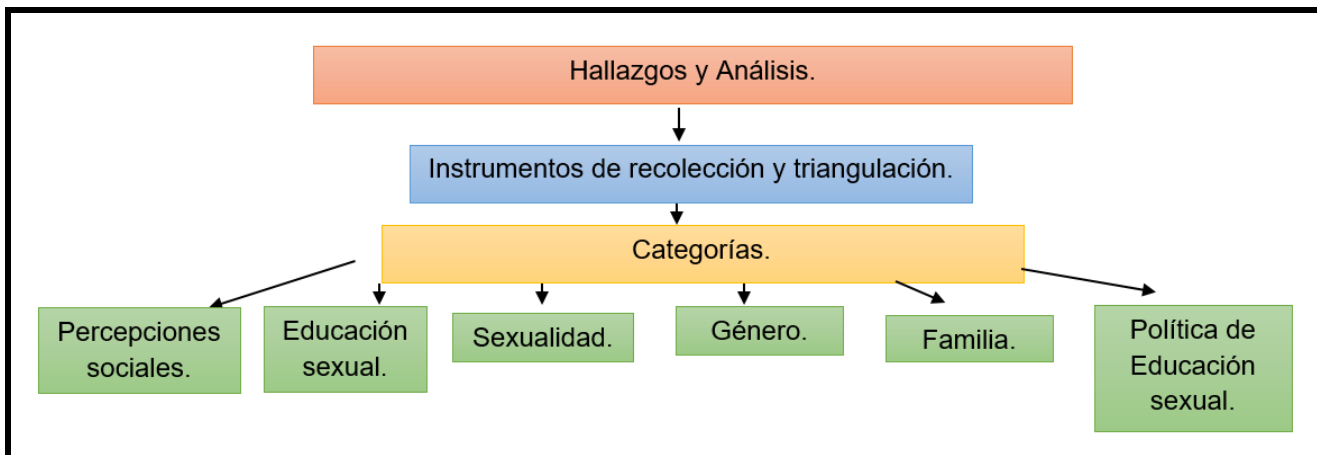 Hallazgos y Análisis.
Instrumentos de recolección y triangulación.
Categorías.
Percepciones
sociales.
Educación
sexual.
Sexualidad.
Género.
Familia.
Política de
Educación
sexual.